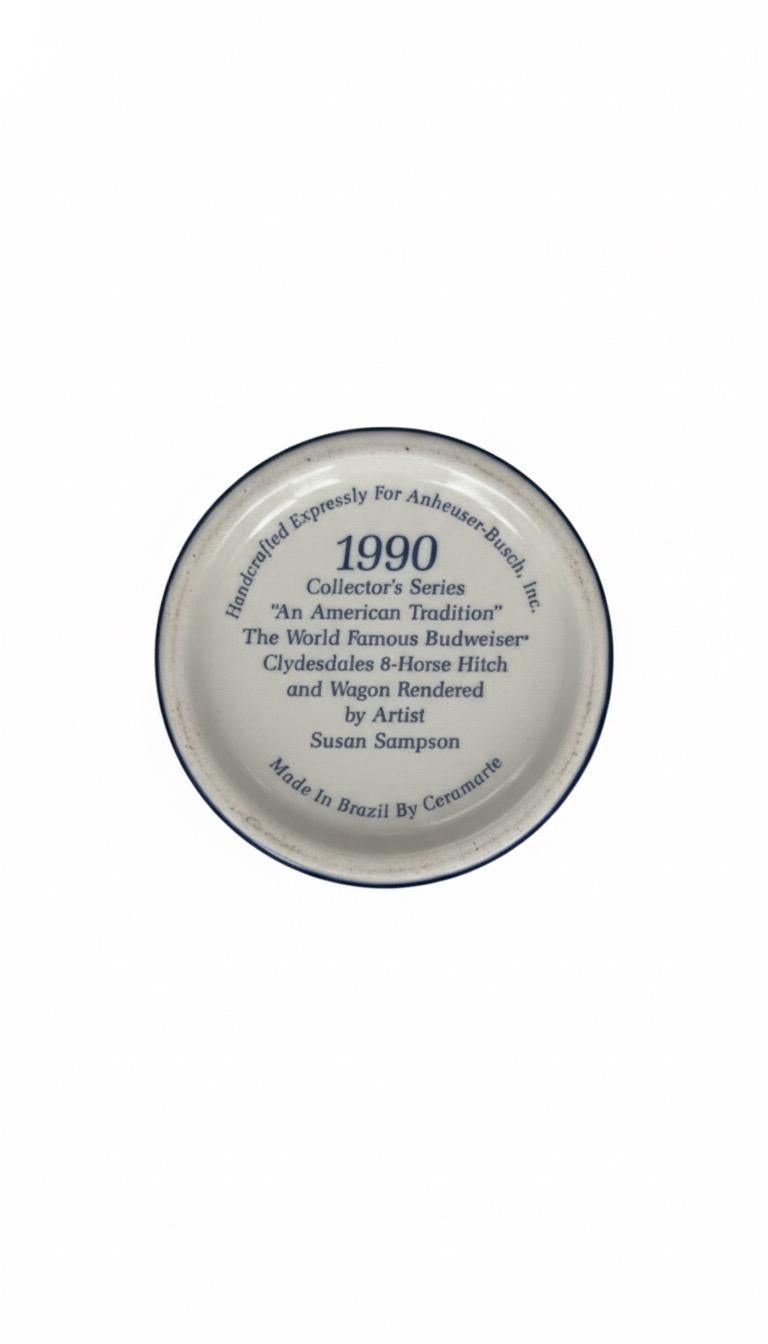 Handcrafted Expressly For Anheuser-Busch, Inc.
1990
Collector's Series
"An American Tradition"
The World Famous Budweiser®
Clydesdales 8-Horse Hitch
and Wagon Rendered
by Artist
Susan Sampson
Made In Brazil By Ceramarte